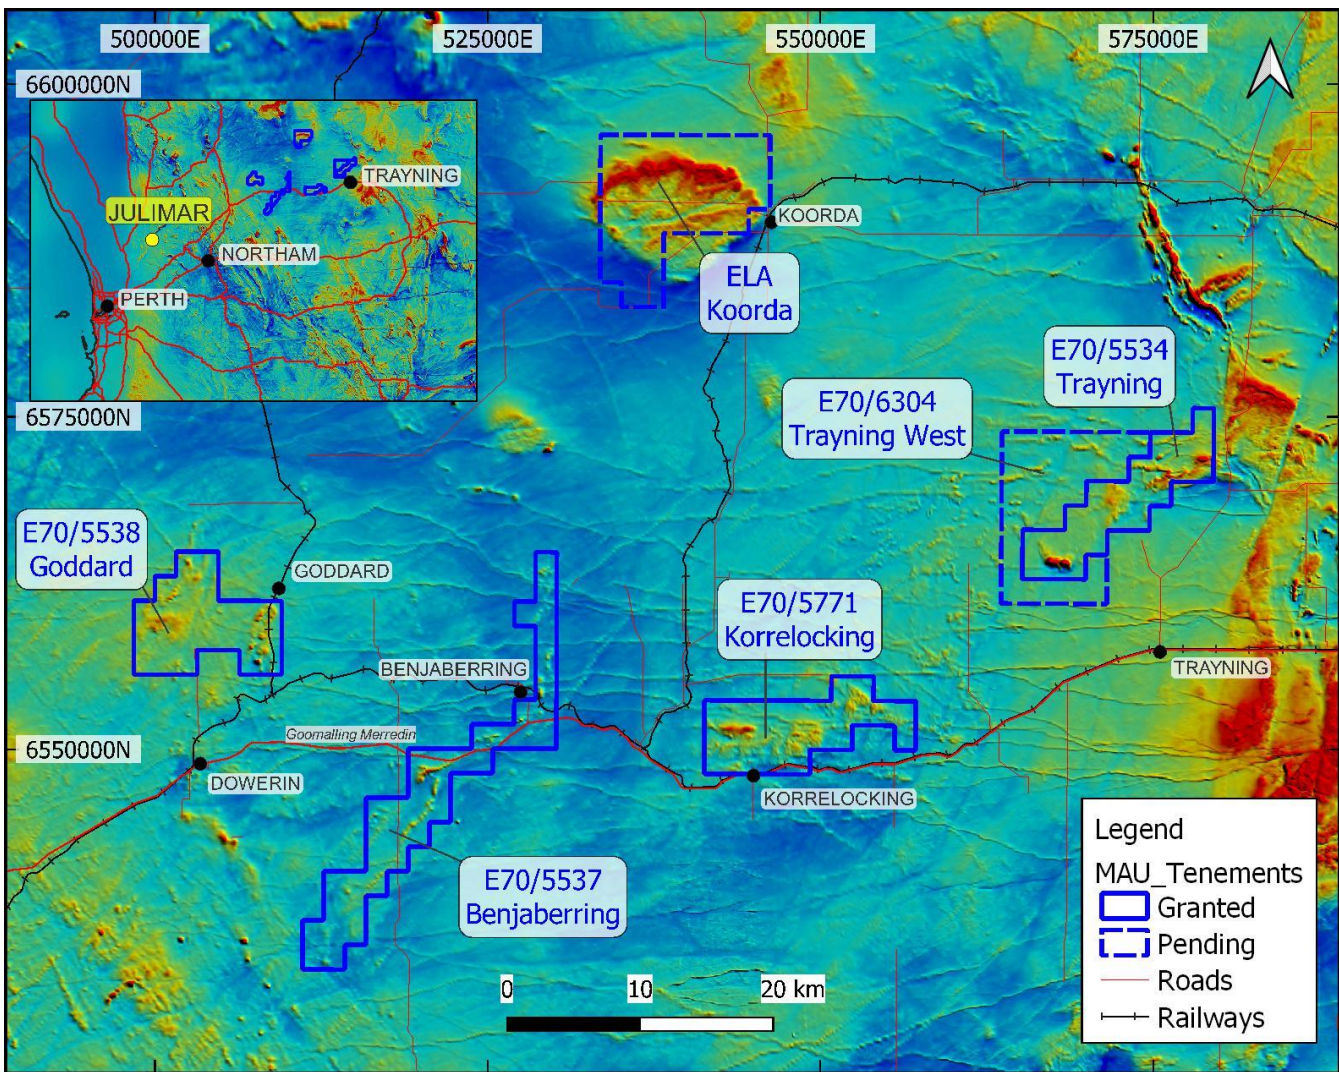 500000E
525000E
550000E
575000E
6600000N
TRAYNING
JULIMAR
NORTHAM
PERTH
KOORDA
ELA
Koorda
E70/5534
Trayning
E70/6304
Trayning West
6575000N
E70/5538
Goddard
GODDARD
E70/5771
Korrelocking
BENJABERRING
TRAYNING
Goomalling Merredin
6550000N
DOWERIN
KORRELOCKING
E70/5537
Benjaberring
Legend
MAU_Tenements
Granted
Pending
Roads
Railways
0
10
20 km